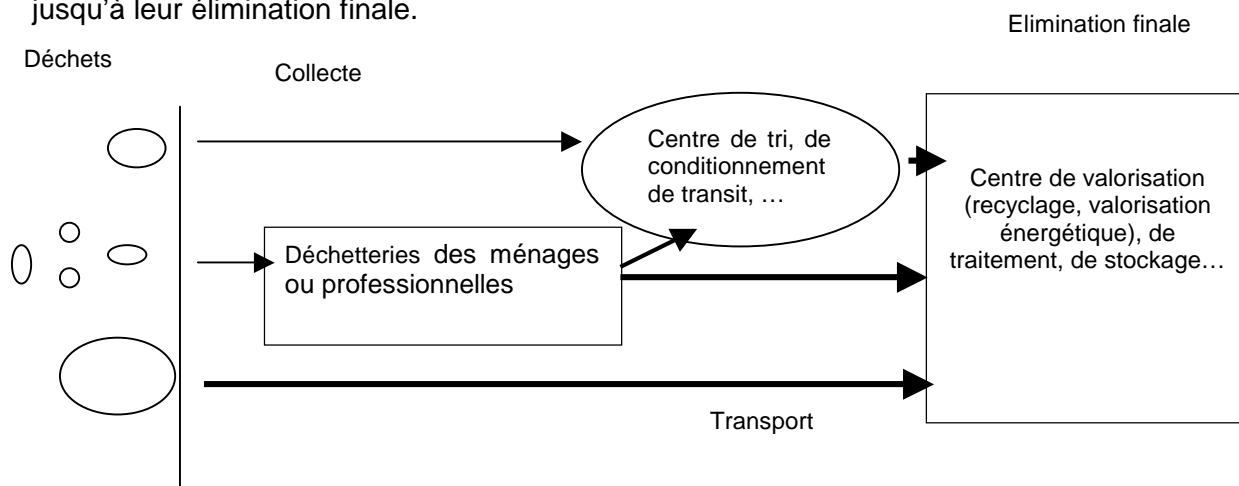 jusqu'à leur élimination finale.
Elimination finale
Déchets
Collecte
Centre de tri, de
conditionnement
de transit, …
Centre de valorisation
(recyclage, valorisation
énergétique), de
traitement, de stockage…
Déchetteries des ménages
ou professionnelles
Transport